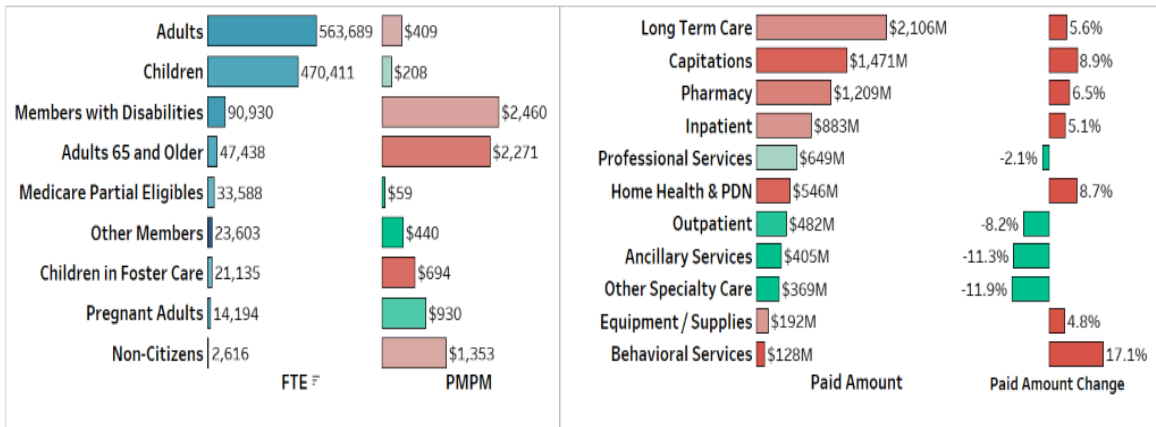 Adults 563,689 $409
Children 470,411 $208
Members with Disabilities 90,930 $2,460
Adults 65 and Older 47,438 $2,271
Medicare Partial Eligibles 33,588 $59
Other Members 23,603 $440
Children in Foster Care 21,135 $694
Pregnant Adults 14,194 $930
Non-Citizens 2,616 $1,353
FTE PMPM
Long Term Care $2,106M 5.6%
Capitations $1,471M 8.9%
Pharmacy $1,209M 6.5%
Inpatient $883M 5.1%
Professional Services $649M -2.1%
Home Health & PDN $546M 8.7%
Outpatient $482M -8.2%
Ancillary Services $405M -11.3%
Other Specialty Care $369M -11.9%
Equipment / Supplies $192M 4.8%
Behavioral Services $128M 17.1%
Paid Amount Paid Amount Change